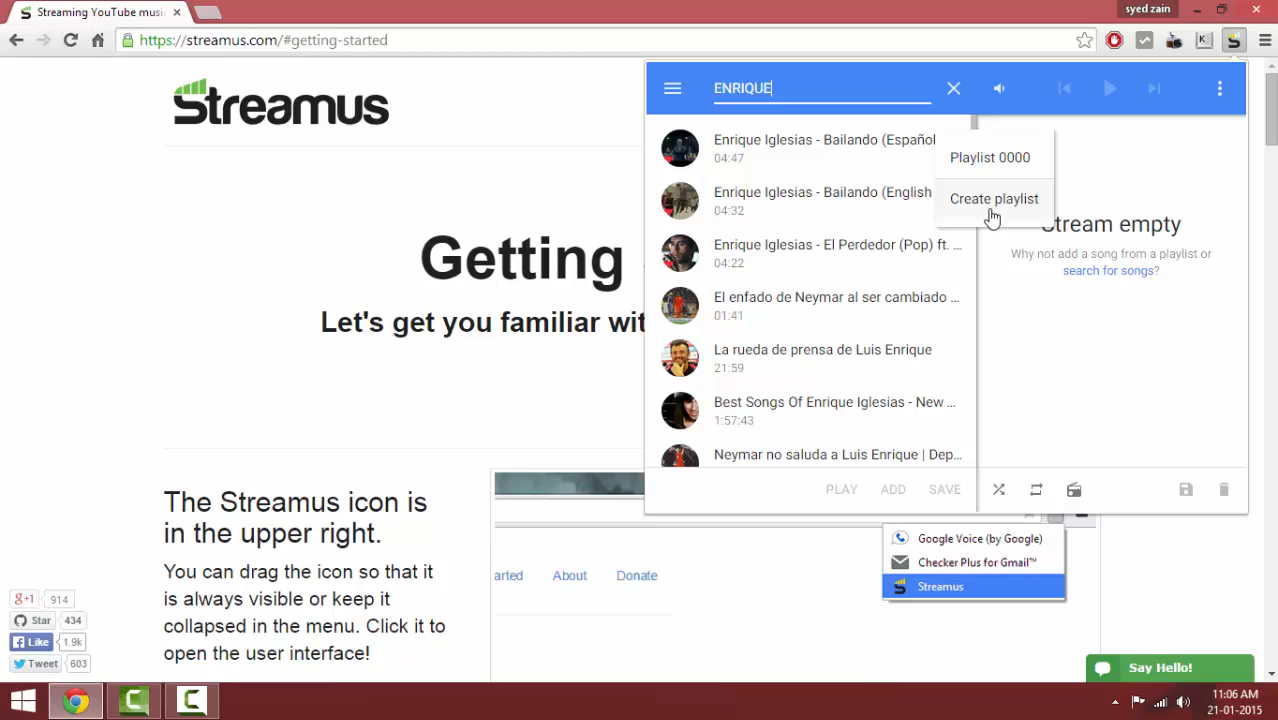 Streaming YouTube music
syed zain
https://streamus.com/#getting-started
Streamus
Getting
Let's get you familiar wit
The Streamus icon is
in the upper right.
You can drag the icon so that it
is always visible or keep it
collapsed in the menu. Click it to
open the user interface!
arted About Donate
Google Voice (by Google)
Checker Plus for Gmail™
Streamus
ENRIQUE
Enrique Iglesias - Bailando (Español
04:47
Enrique Iglesias - Bailando (English
04:32
Enrique Iglesias - El Perdedor (Pop) ft. ...
04:22
El enfado de Neymar al ser cambiado ...
01:41
La rueda de prensa de Luis Enrique
21:59
Best Songs Of Enrique Iglesias - New ...
1:57:43
Neymar no saluda a Luis Enrique | Dep...
PLAY ADD SAVE
Playlist 0000
Create playlist
Stream empty
Why not add a song from a playlist or
search for songs?
g+1 914
Star 434
Like 1.9k
Tweet 603
Say Hello!
11:06 AM
21-01-2015